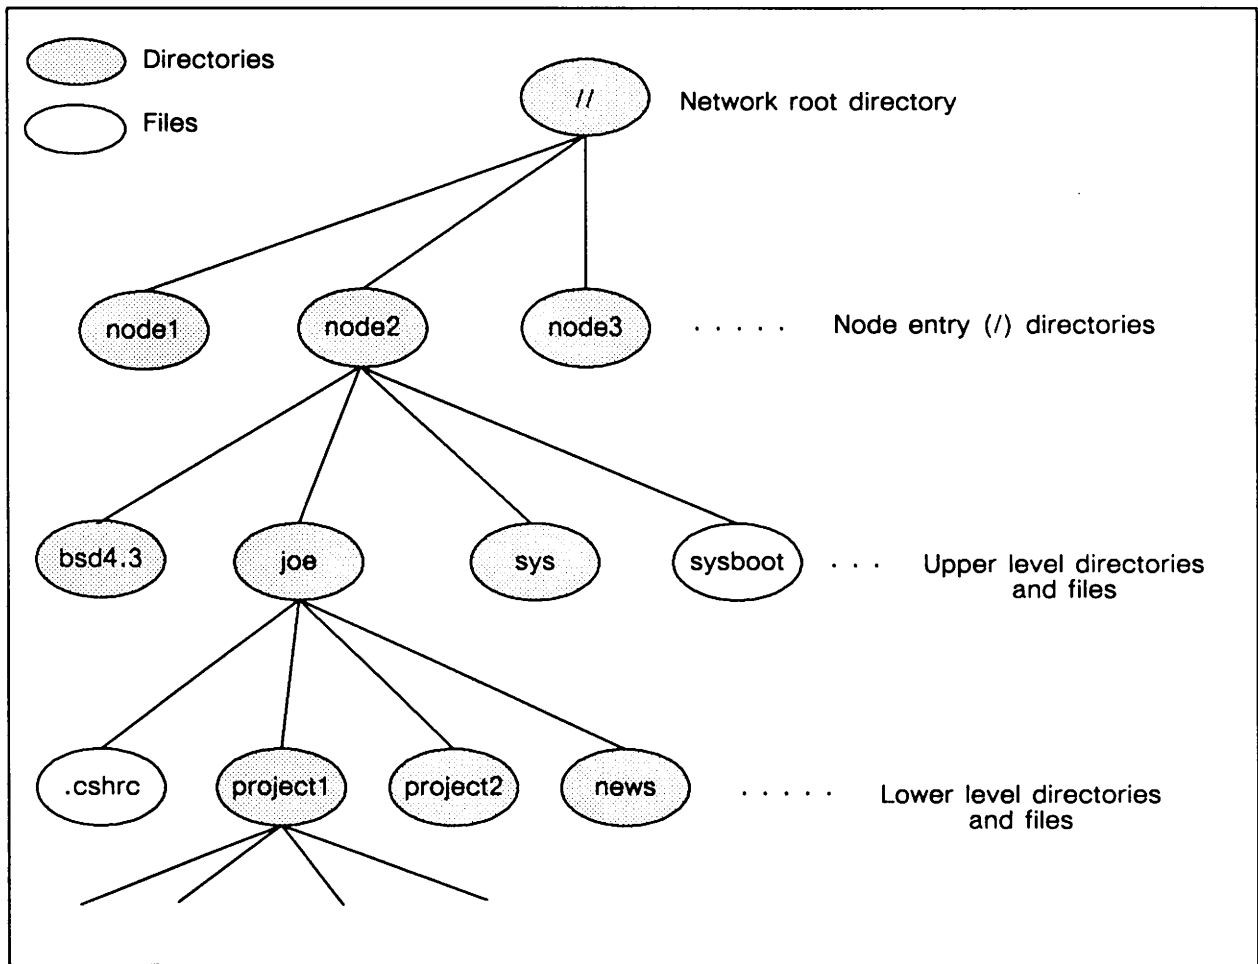 Directories
Files
//
Network root directory
node1
node2
node3
. . . . .
Node entry (/) directories
bsd4.3
joe
sys
sysboot
. . .
Upper level directories
and files
.cshrc
project1
project2
news
. . . . .
Lower level directories
and files